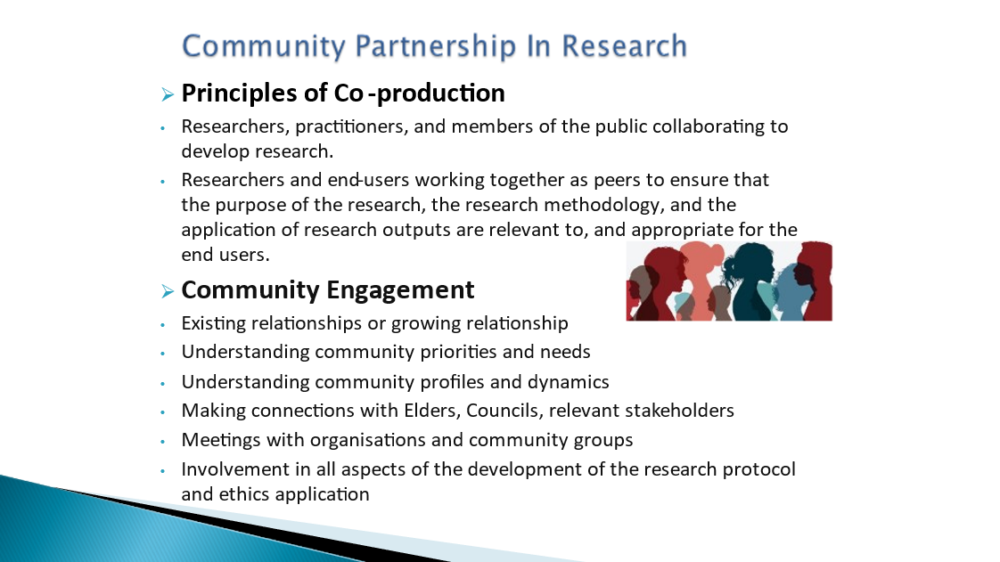 Community Partnership In Research
➢ Principles of Co-production
• Researchers, practitioners, and members of the public collaborating to
develop research.
• Researchers and end-users working together as peers to ensure that
the purpose of the research, the research methodology, and the
application of research outputs are relevant to, and appropriate for the
end users.
➢ Community Engagement
• Existing relationships or growing relationship
• Understanding community priorities and needs
• Understanding community profiles and dynamics
• Making connections with Elders, Councils, relevant stakeholders
• Meetings with organisations and community groups
• Involvement in all aspects of the development of the research protocol
and ethics application